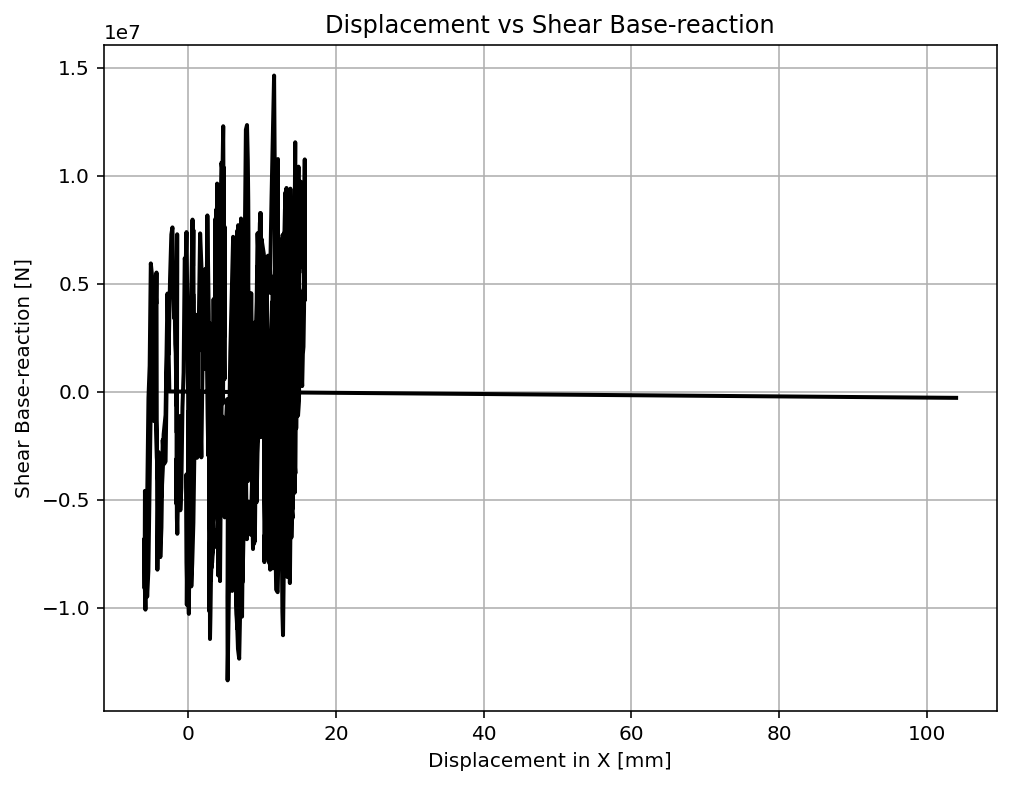 Displacement vs Shear Base-reaction
1e7
1.5
1.0
0.5
0.0
−0.5
−1.0
Shear Base-reaction [N]
0 20 40 60 80 100
Displacement in X [mm]